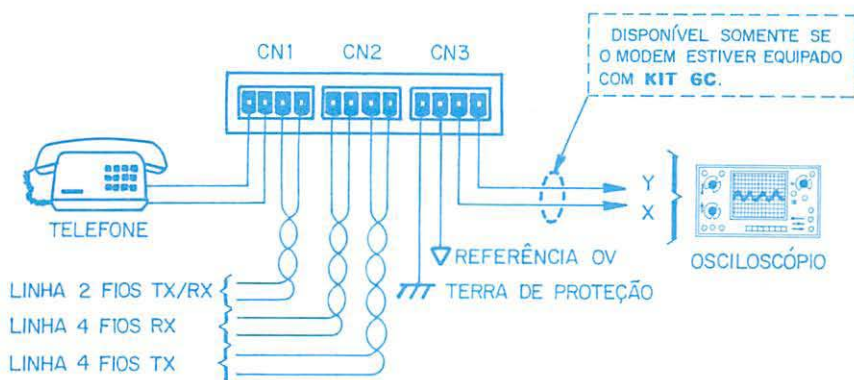 DISPONÍVEL SOMENTE SE
O MODEM ESTIVER EQUIPADO
COM KIT 6C.
CN1
CN2
CN3
TELEFONE
Y
X
OSCILOSCÓPIO
REFERÊNCIA OV
TERRA DE PROTEÇÃO
LINHA 2 FIOS TX/RX
LINHA 4 FIOS RX
LINHA 4 FIOS TX